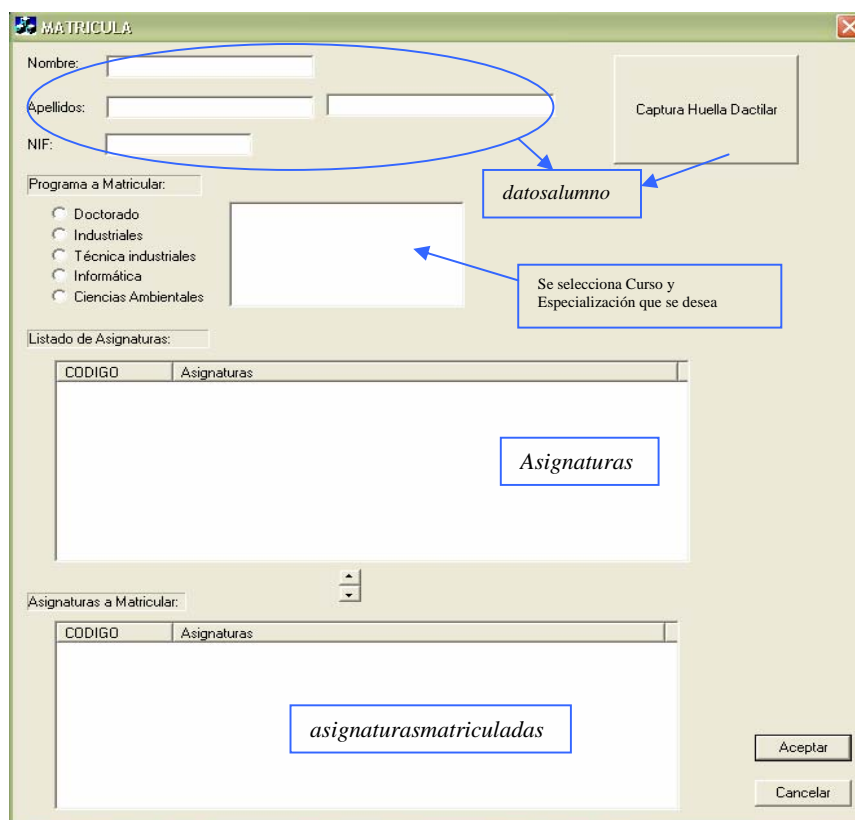 MATRICULA
Nombre:
Apellidos:
Captura Huella Dactilar
NIF:
datosalumno
Programa a Matricular:
Doctorado
Industriales
Técnica industriales
Informática
Ciencias Ambientales
Se selecciona Curso y
Especialización que se desea
Listado de Asignaturas:
CODIGO Asignaturas
Asignaturas
Asignaturas a Matricular:
CODIGO Asignaturas
asignaturasmatriculadas
Aceptar
Cancelar